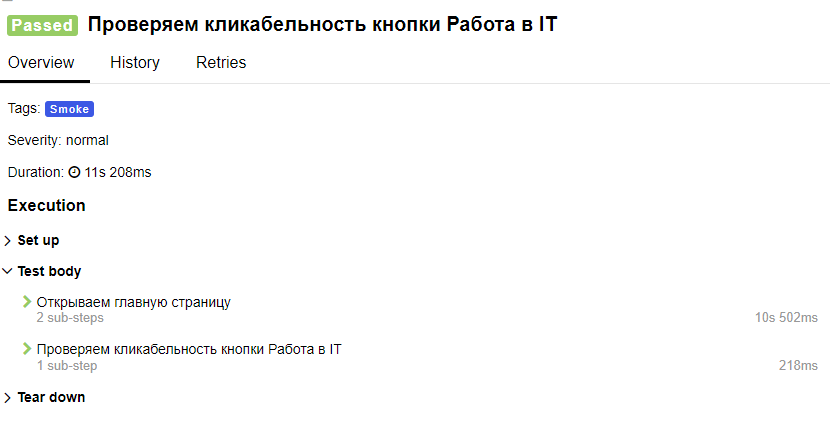 Passed Проверяем кликабельность кнопки Работа в IT
Overview History Retries
Tags: Smoke
Severity: normal
Duration: 11s 208ms
Execution
Set up
Test body
Открываем главную страницу
2 sub-steps 10s 502ms
Проверяем кликабельность кнопки Работа в IT
1 sub-step 218ms
Tear down